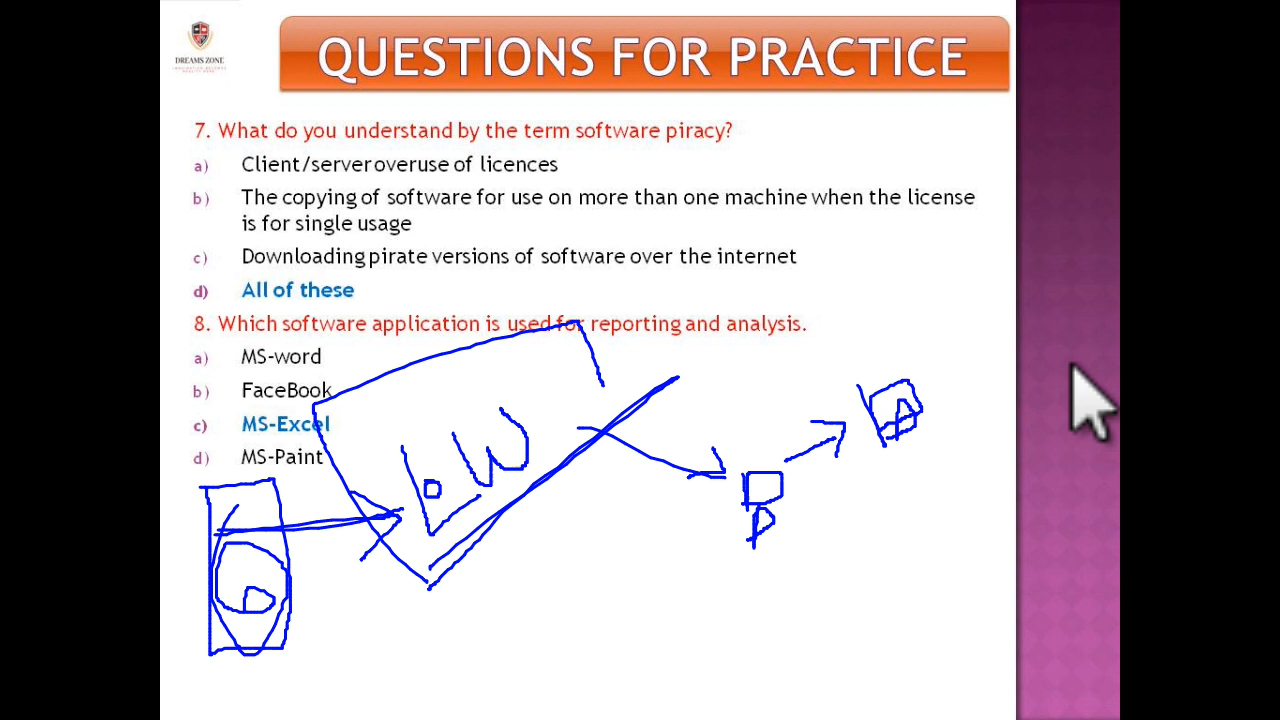 DREAMS ZONE
QUESTIONS FOR PRACTICE
7. What do you understand by the term software piracy?
a) Client/server overuse of licences
b) The copying of software for use on more than one machine when the license
is for single usage
c) Downloading pirate versions of software over the internet
d) All of these
8. Which software application is used for reporting and analysis.
a) MS-word
b) FaceBook
c) MS-Excel
d) MS-Paint